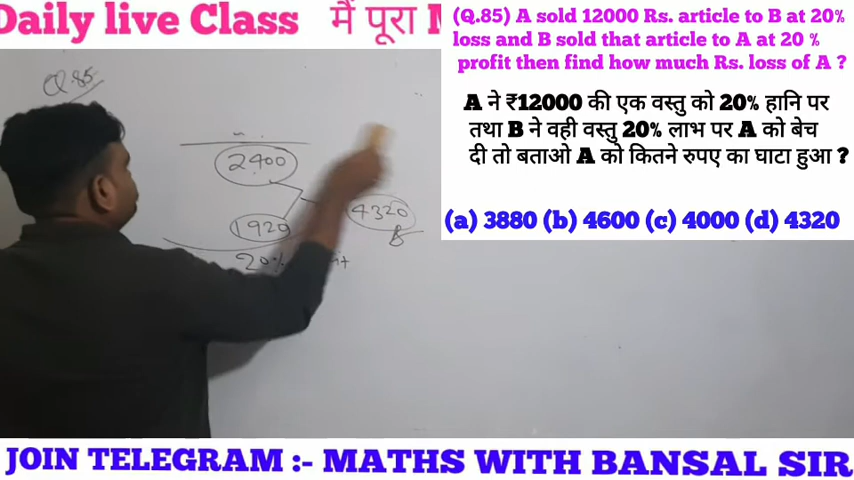 Daily live Class में पूरा M
(Q.85) A sold 12000 Rs. article to B at 20%
loss and B sold that article to A at 20 %
profit then find how much Rs. loss of A ?
A ने ₹12000 की एक वस्तु को 20% हानि पर
तथा B ने वही वस्तु 20% लाभ पर A को बेच
दी तो बताओ A को कितने रुपए का घाटा हुआ ?
(a) 3880 (b) 4600 (c) 4000 (d) 4320
Q.85
2400
4320
1920
20%
JOIN TELEGRAM :- MATHS WITH BANSAL SIR